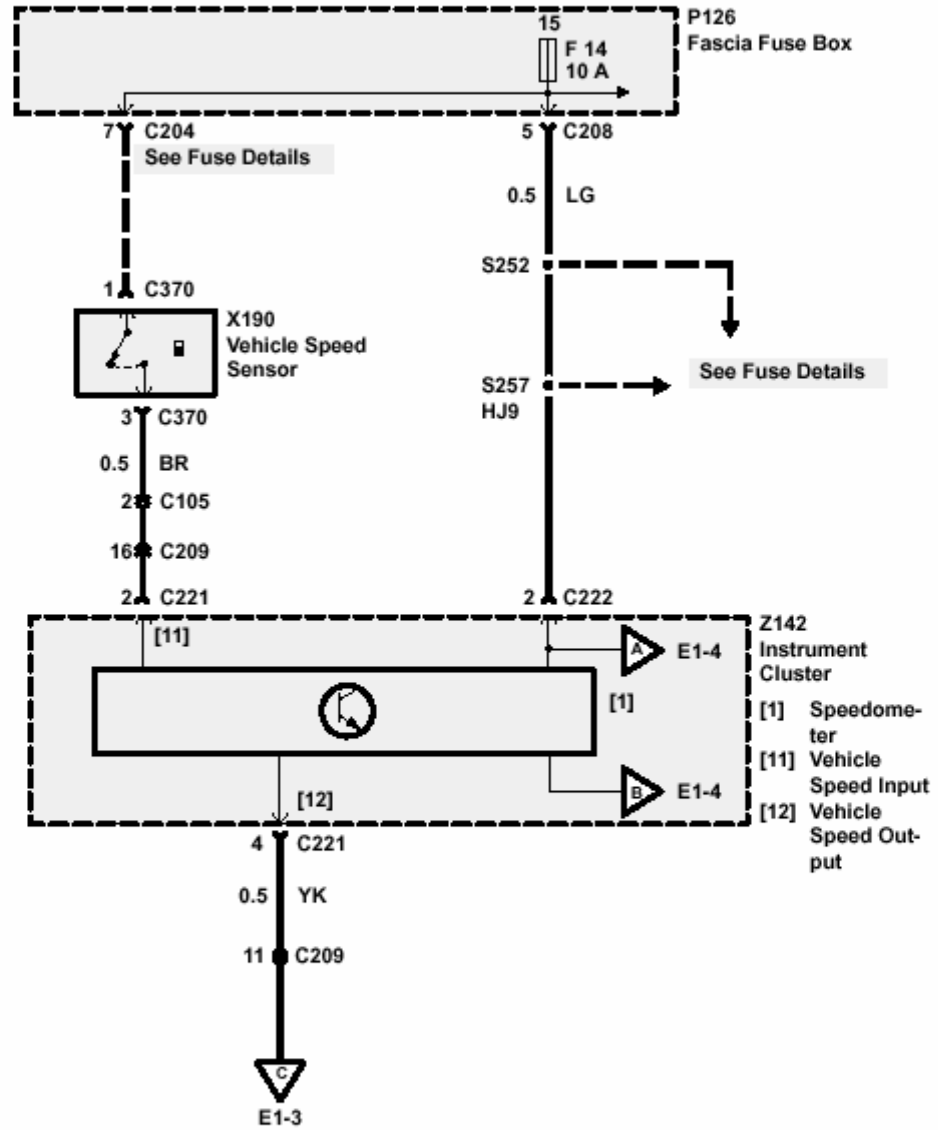 P126
Fascia Fuse Box
15
F 14
10 A
7 C204
See Fuse Details
5 C208
0.5 LG
S252
1 C370
X190
Vehicle Speed
Sensor
See Fuse Details
S257
HJ9
3 C370
0.5 BR
2 C105
16 C209
2 C221
2 C222
Z142
Instrument
Cluster
[11]
A E1-4
[1]
[1] Speedome-
ter
[11] Vehicle
Speed Input
[12] Vehicle
Speed Out-
put
B E1-4
[12]
4 C221
0.5 YK
11 C209
C
E1-3